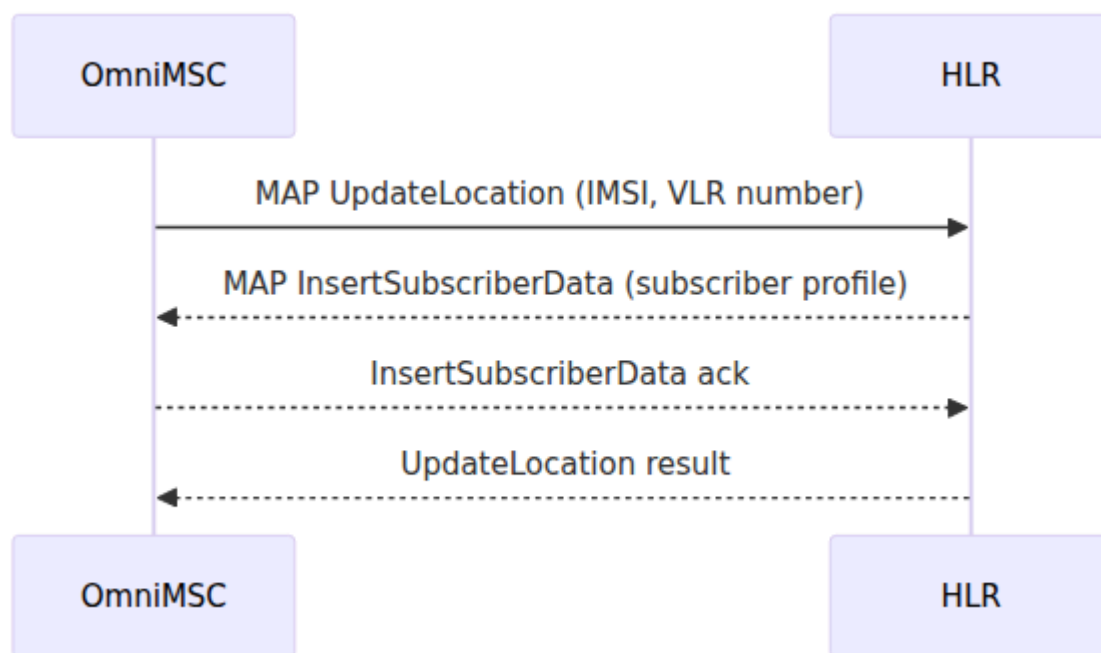 OmniMSC
HLR
MAP UpdateLocation (IMSI, VLR number)
MAP InsertSubscriberData (subscriber profile)
InsertSubscriberData ack
UpdateLocation result
OmniMSC
HLR